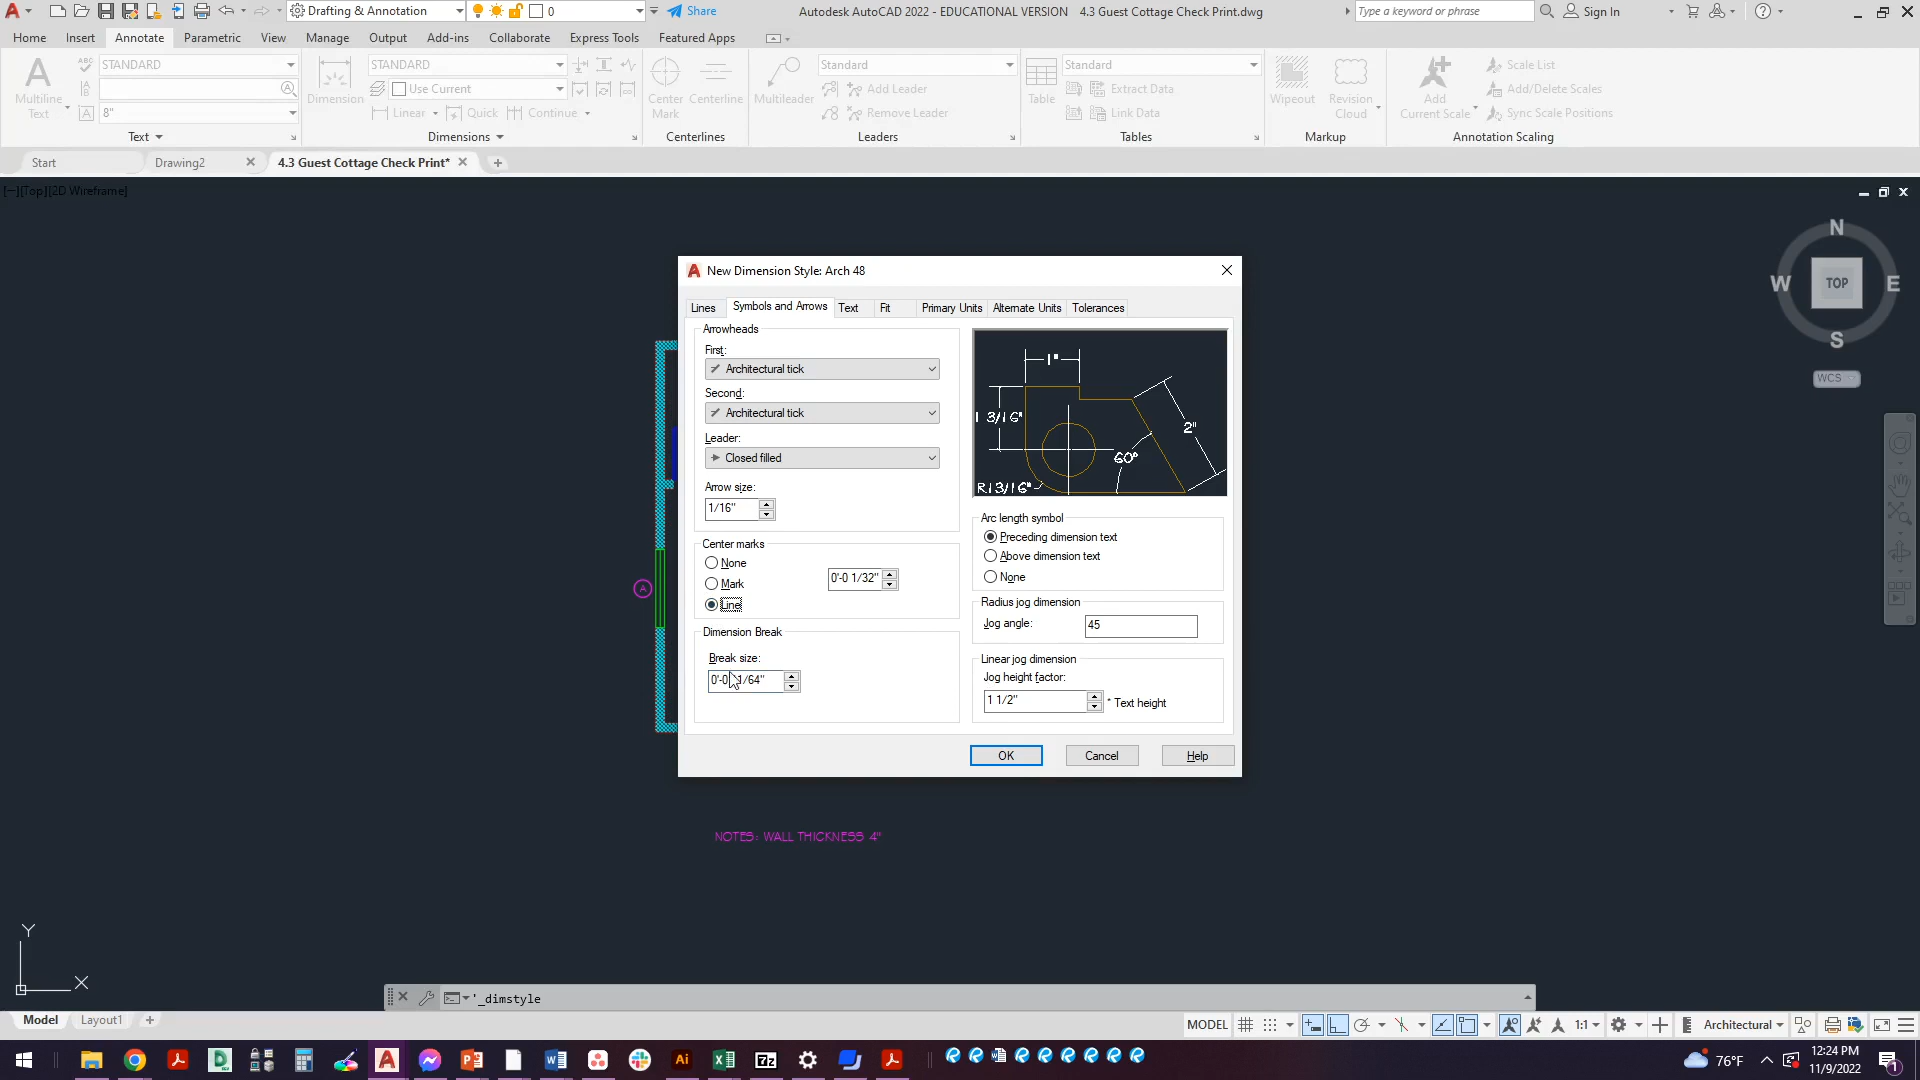 Drafting & Annotation
0
Share
Autodesk AutoCAD 2022 - EDUCATIONAL VERSION 4.3 Guest Cottage Check Print.dwg
Type a keyword or phrase
Sign In
Home Insert Annotate Parametric View Manage Output Add-ins Collaborate Express Tools Featured Apps
STANDARD
STANDARD
Use Current
Standard
Add Leader
Standard
Extract Data
Scale List
Add/Delete Scales
Multiline
Text
8"
Dimension
Linear
Quick
Continue
Center
Mark
Centerline
Multileader
Remove Leader
Table
Link Data
Wipeout
Revision
Cloud
Add
Current Scale
Sync Scale Positions
Text
Dimensions
Centerlines
Leaders
Tables
Markup
Annotation Scaling
Start
Drawing2
4.3 Guest Cottage Check Print*
[−][Top][2D Wireframe]
N
W
TOP
E
S
WCS
A
New Dimension Style: Arch 48
Lines Symbols and Arrows Text Fit Primary Units Alternate Units Tolerances
Arrowheads
First:
Architectural tick
Second:
Architectural tick
Leader:
Closed filled
Arrow size:
1/16"
Center marks
None
Mark
Line
0'-0 1/32"
Dimension Break
Break size:
1"
1 3/16"
2"
60°
R13/16"
Arc length symbol
Preceding dimension text
Above dimension text
None
Radius jog dimension
Jog angle:
45
Linear jog dimension
Jog height factor:
1 1/2"
* Text height
OK
Cancel
Help
NOTES: WALL THICKNESS 4"
Y
X
'_dimstyle
Model
Layout1
MODEL
1:1
Architectural
76°F
12:24 PM
11/9/2022
1